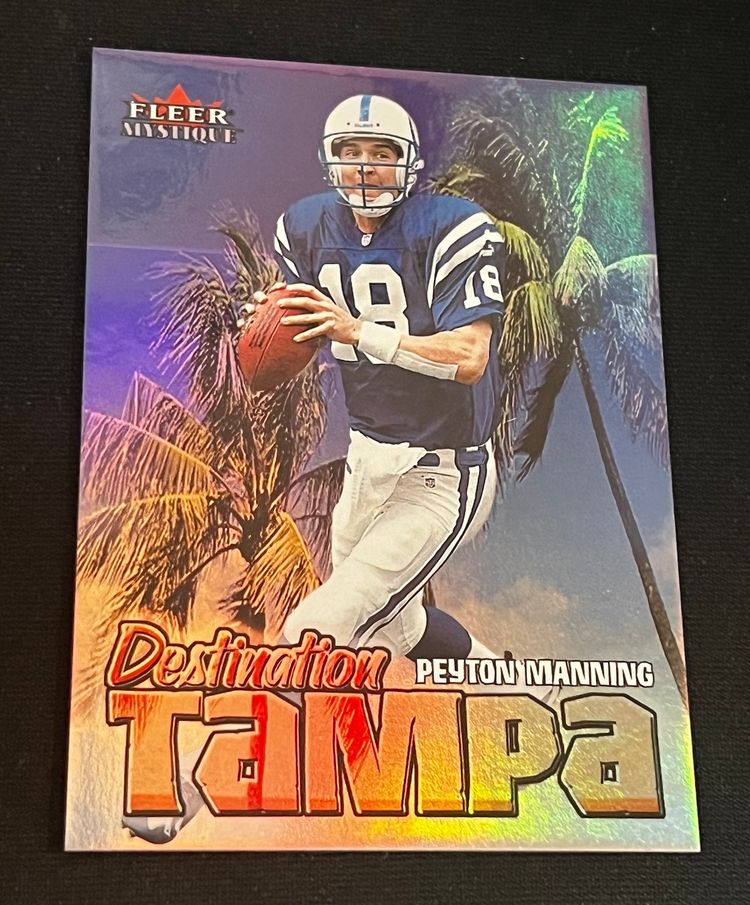 FLEER
MYSTIQUE
18
18
Destination
PEYTON MANNING
TAMPA